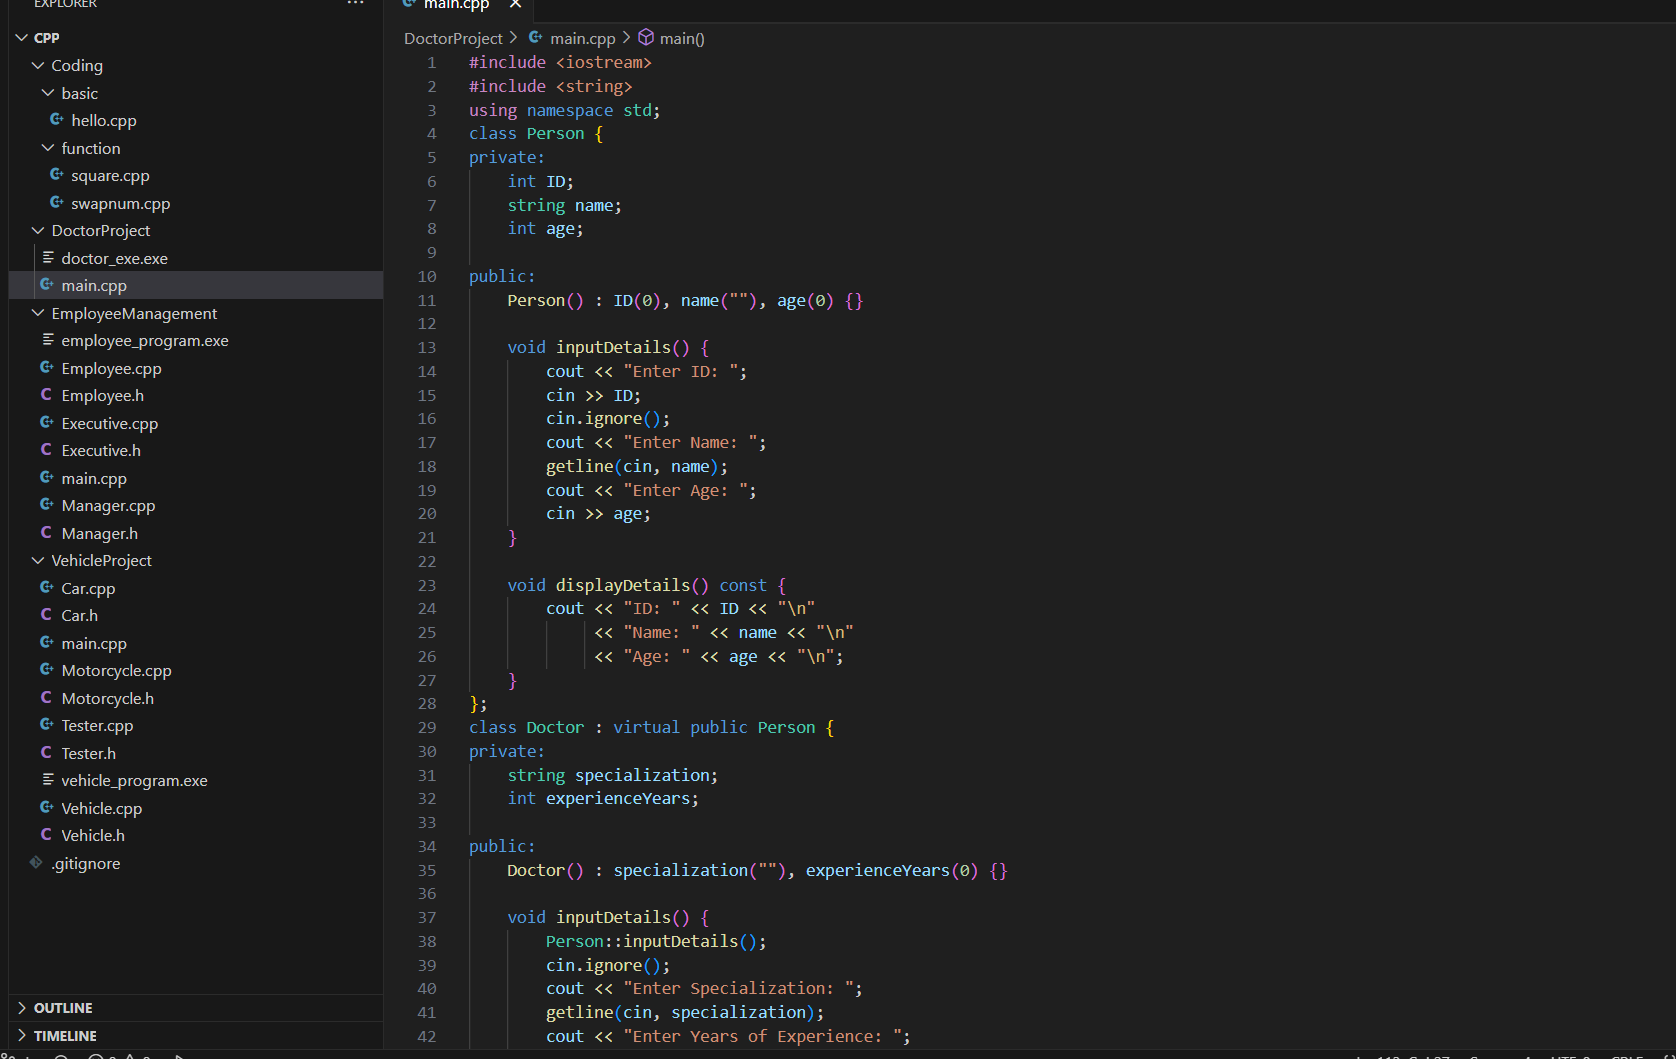 EXPLORER
CPP
Coding
basic
hello.cpp
function
square.cpp
swapnum.cpp
DoctorProject
doctor_exe.exe
main.cpp
EmployeeManagement
employee_program.exe
Employee.cpp
Employee.h
Executive.cpp
Executive.h
main.cpp
Manager.cpp
Manager.h
VehicleProject
Car.cpp
Car.h
main.cpp
Motorcycle.cpp
Motorcycle.h
Tester.cpp
Tester.h
vehicle_program.exe
Vehicle.cpp
Vehicle.h
.gitignore
OUTLINE
TIMELINE
main.cpp
DoctorProject > main.cpp > main()
1 #include <iostream>
2 #include <string>
3 using namespace std;
4 class Person {
5 private:
6     int ID;
7     string name;
8     int age;
9
10 public:
11     Person() : ID(0), name(""), age(0) {}
12
13     void inputDetails() {
14         cout << "Enter ID: ";
15         cin >> ID;
16         cin.ignore();
17         cout << "Enter Name: ";
18         getline(cin, name);
19         cout << "Enter Age: ";
20         cin >> age;
21     }
22
23     void displayDetails() const {
24         cout << "ID: " << ID << "\n"
25              << "Name: " << name << "\n"
26              << "Age: " << age << "\n";
27     }
28 };
29 class Doctor : virtual public Person {
30 private:
31     string specialization;
32     int experienceYears;
33
34 public:
35     Doctor() : specialization(""), experienceYears(0) {}
36
37     void inputDetails() {
38         Person::inputDetails();
39         cin.ignore();
40         cout << "Enter Specialization: ";
41         getline(cin, specialization);
42         cout << "Enter Years of Experience: ";